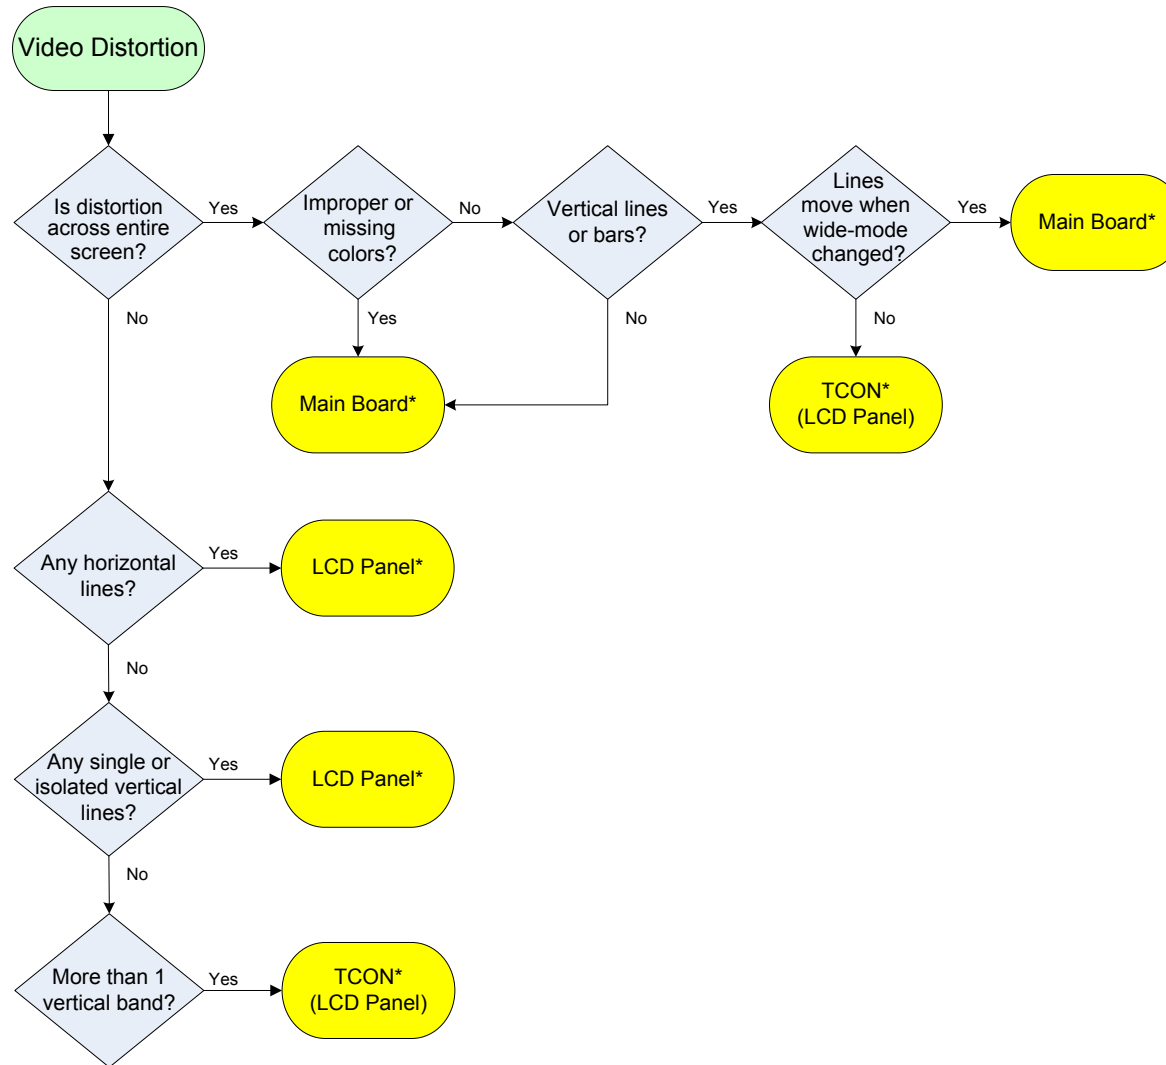 Video Distortion
Is distortion
across entire
screen?
Yes
No
Improper or
missing
colors?
No
Yes
Vertical lines
or bars?
Yes
No
Lines
move when
wide-mode
changed?
Yes
No
Main Board*
Main Board*
TCON*
(LCD Panel)
Any horizontal
lines?
Yes
No
LCD Panel*
Any single or
isolated vertical
lines?
Yes
No
LCD Panel*
More than 1
vertical band?
Yes
TCON*
(LCD Panel)